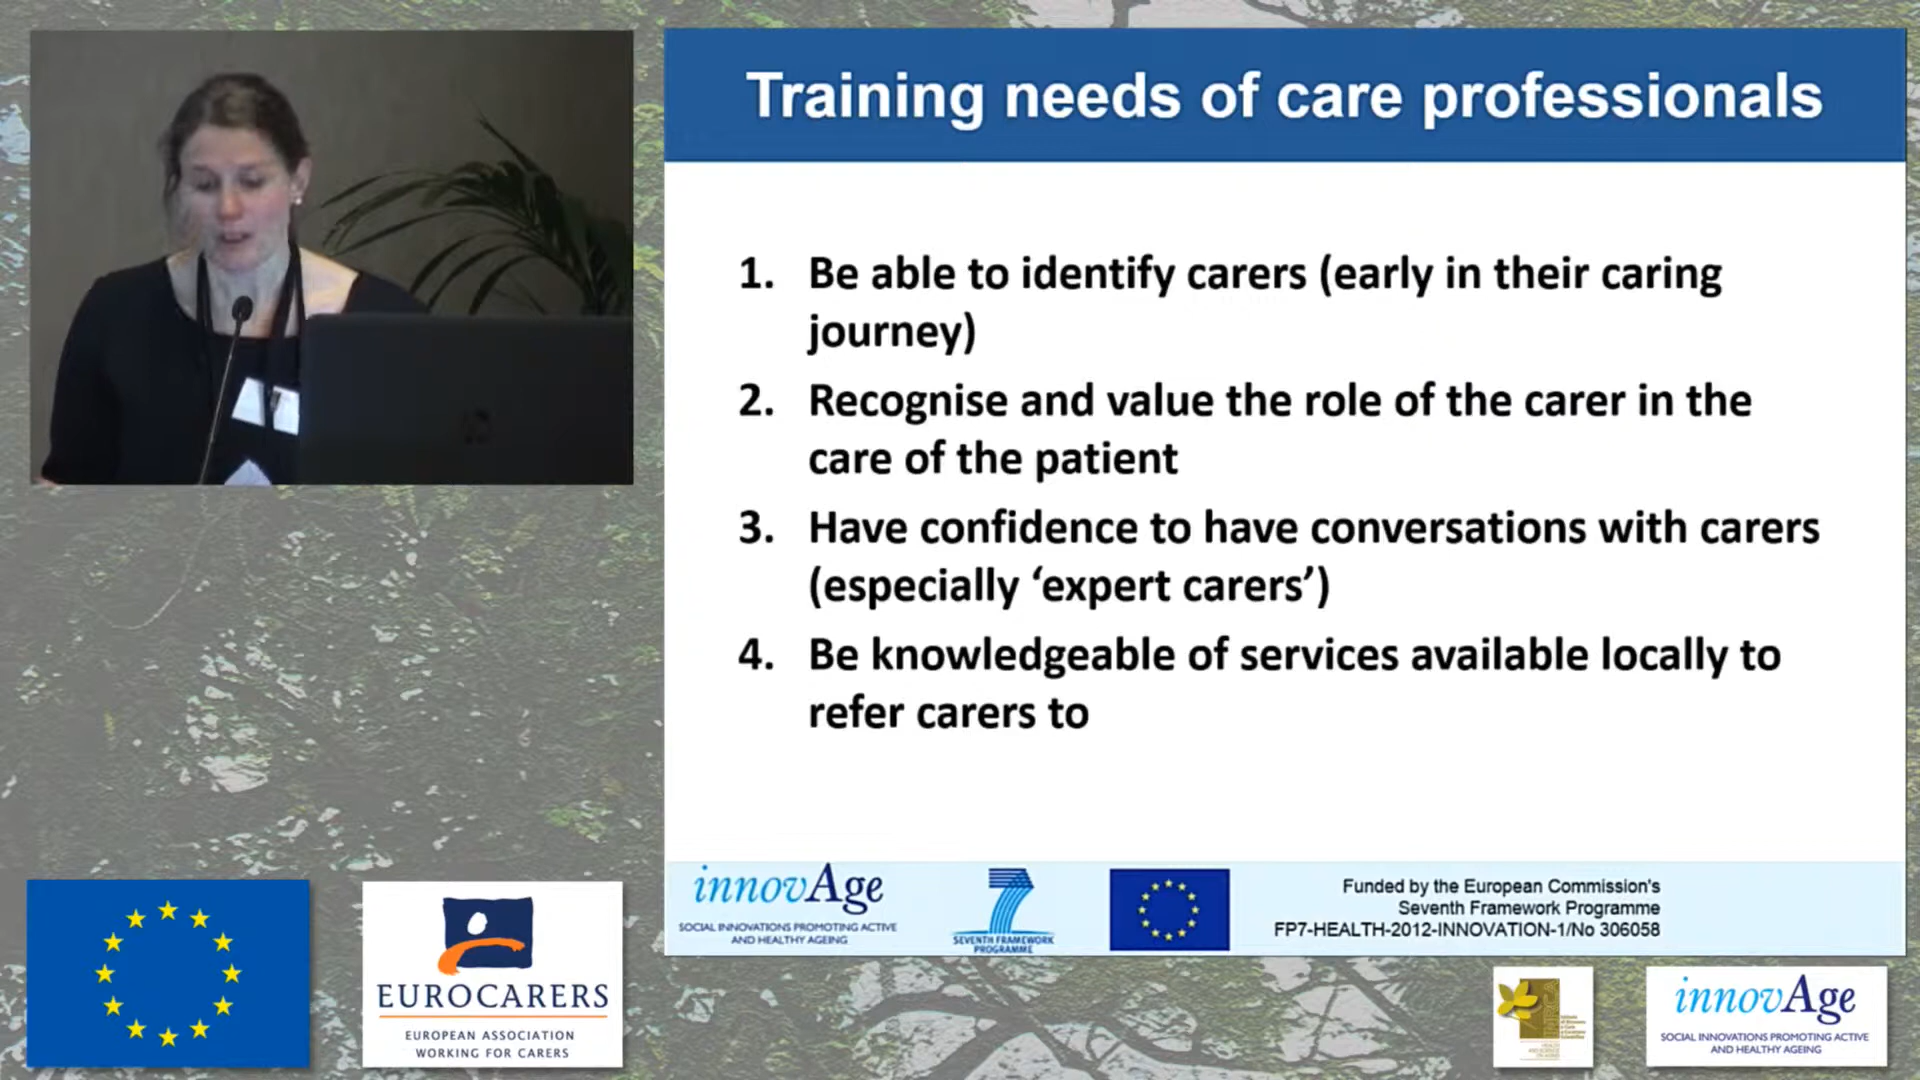 Training needs of care professionals
1. Be able to identify carers (early in their caring
journey)
2. Recognise and value the role of the carer in the
care of the patient
3. Have confidence to have conversations with carers
(especially ‘expert carers’)
4. Be knowledgeable of services available locally to
refer carers to
innovAge
SOCIAL INNOVATIONS PROMOTING ACTIVE
AND HEALTHY AGEING
SEVENTH FRAMEWORK
PROGRAMME
Funded by the European Commission's
Seventh Framework Programme
FP7-HEALTH-2012-INNOVATION-1/No 306058
EUROCARERS
EUROPEAN ASSOCIATION
WORKING FOR CARERS
innovAge
SOCIAL INNOVATIONS PROMOTING ACTIVE
AND HEALTHY AGEING